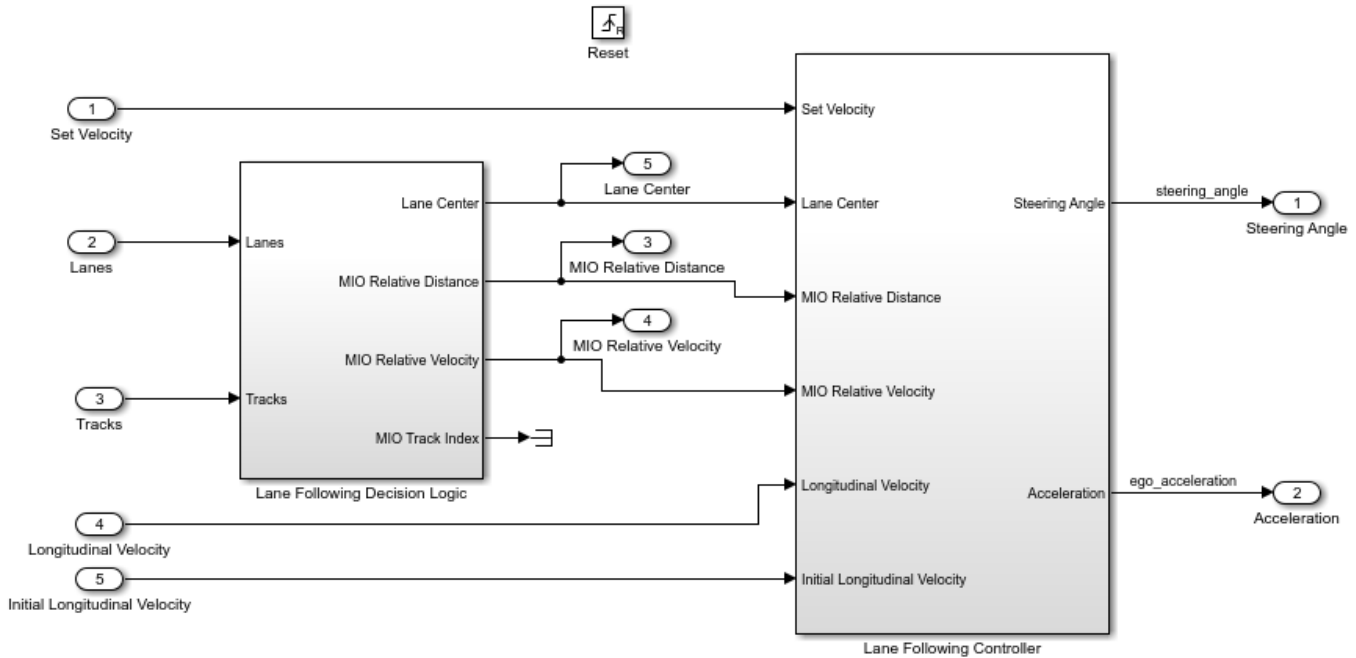 R
Reset
1
Set Velocity
Set Velocity
5
Lane Center
Lane Center
Lane Center
Steering Angle
steering_angle
1
Steering Angle
2
Lanes
Lanes
3
MIO Relative Distance
MIO Relative Distance
MIO Relative Distance
4
MIO Relative Velocity
MIO Relative Velocity
MIO Relative Velocity
3
Tracks
Tracks
MIO Track Index
Lane Following Decision Logic
Longitudinal Velocity
Acceleration
ego_acceleration
2
Acceleration
4
Longitudinal Velocity
5
Initial Longitudinal Velocity
Initial Longitudinal Velocity
Lane Following Controller